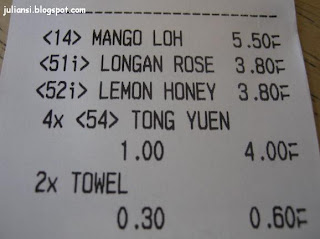 juliansi.blogspot.com
<14> MANGO LOH 5.50F
<51i> LONGAN ROSE 3.80F
<52i> LEMON HONEY 3.80F
4x <54> TONG YUEN
1.00 4.00F
2x TOWEL
0.30 0.60F